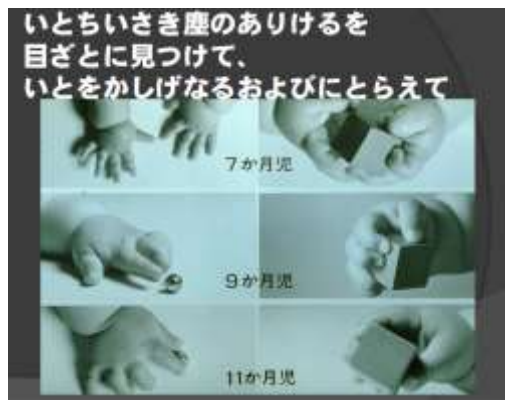 いとちいさき塵のありけるを
目ざとに見つけて、
いとをかしげなるおよびにとらえて
7か月児
9か月児
11か月児